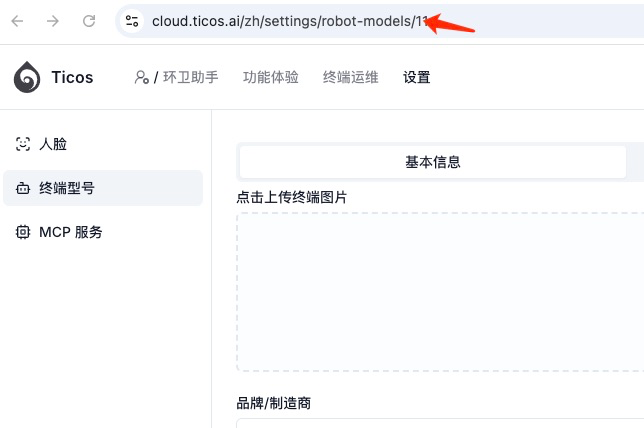 cloud.ticos.ai/zh/settings/robot-models/11
Ticos
/ 环卫助手
功能体验
终端运维
设置
人脸
终端型号
MCP 服务
基本信息
点击上传终端图片
品牌/制造商